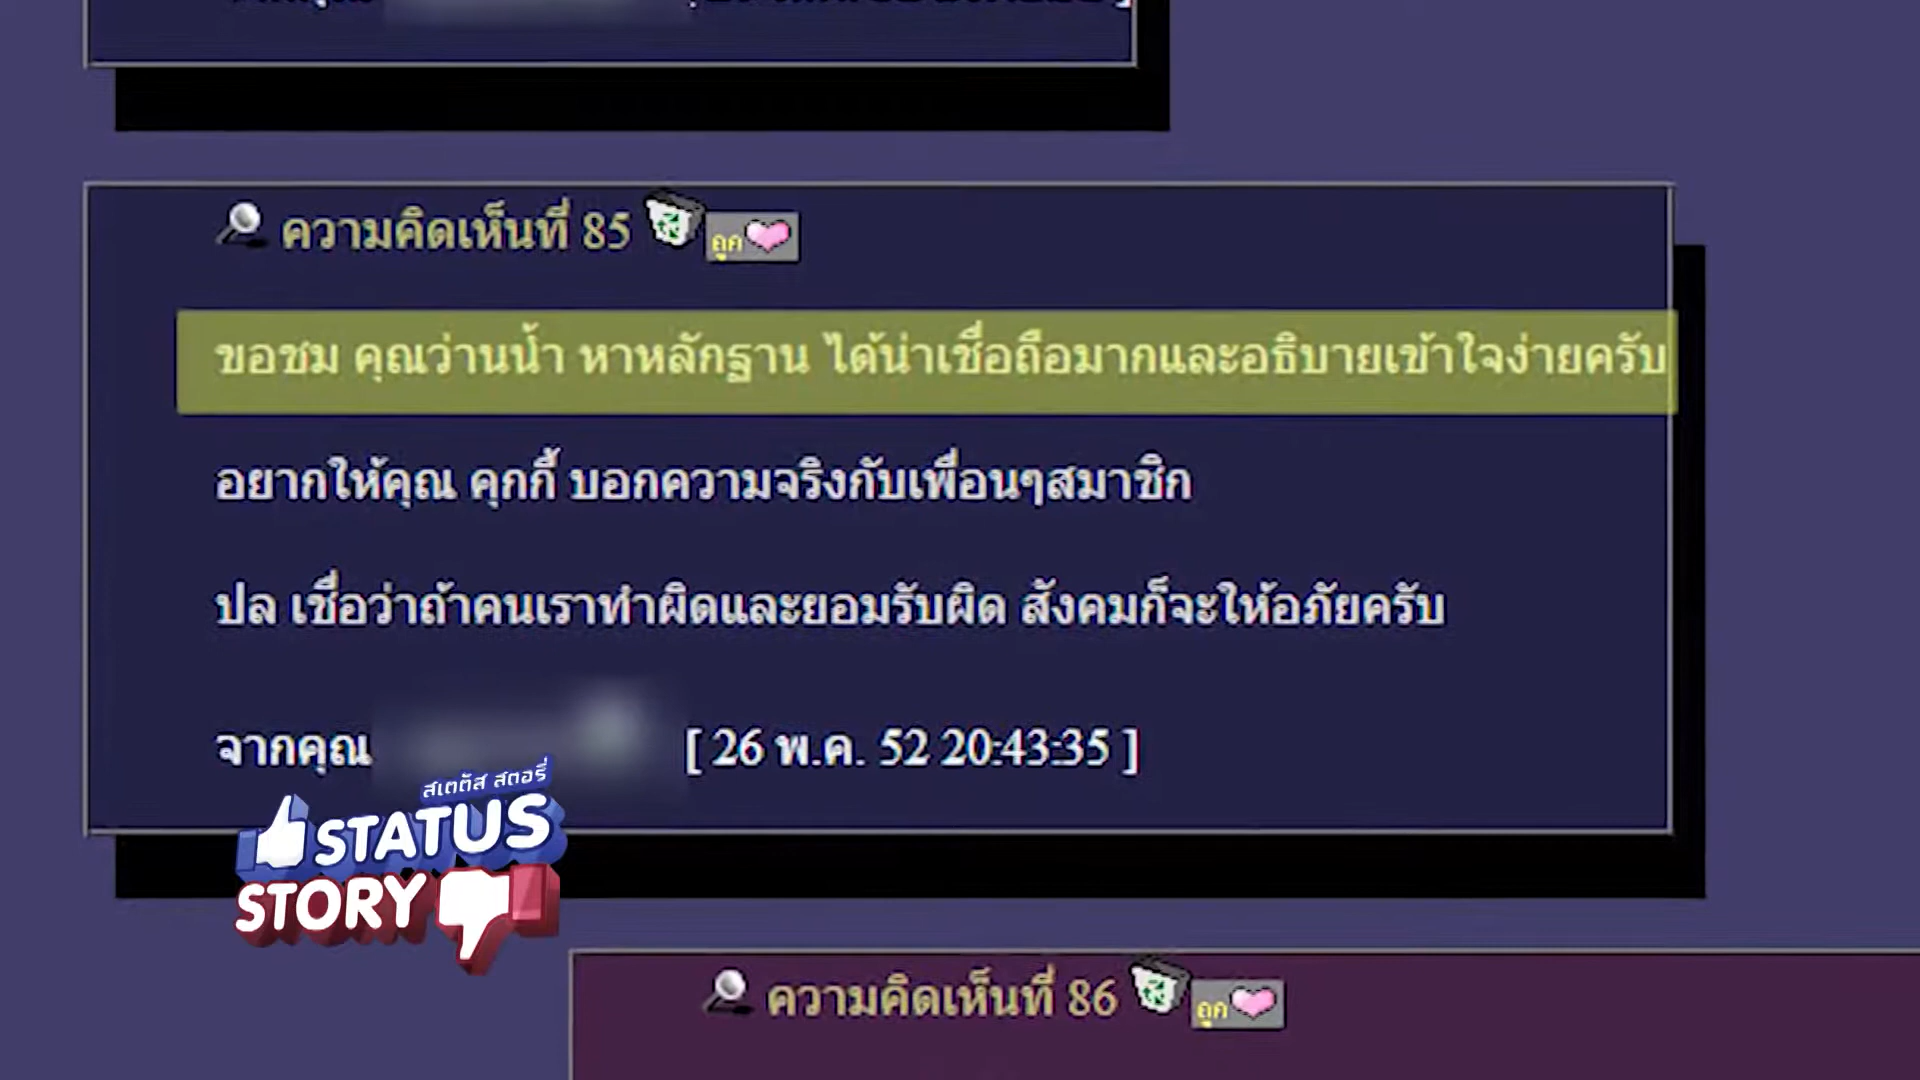 ความคิดเห็นที่ 85
ถูก
ขอชม คุณว่านน้ำ หาหลักฐาน ได้น่าเชื่อถือมากและอธิบายเข้าใจง่ายครับ
อยากให้คุณ คุกกี้ บอกความจริงกับเพื่อนๆสมาชิก
ปล เชื่อว่าถ้าคนเราทำผิดและยอมรับผิด สังคมก็จะให้อภัยครับ
จากคุณ [ 26 พ.ค. 52 20:43:35 ]
สเตตัส สตอรี่
STATUS
STORY
ความคิดเห็นที่ 86
ถูก